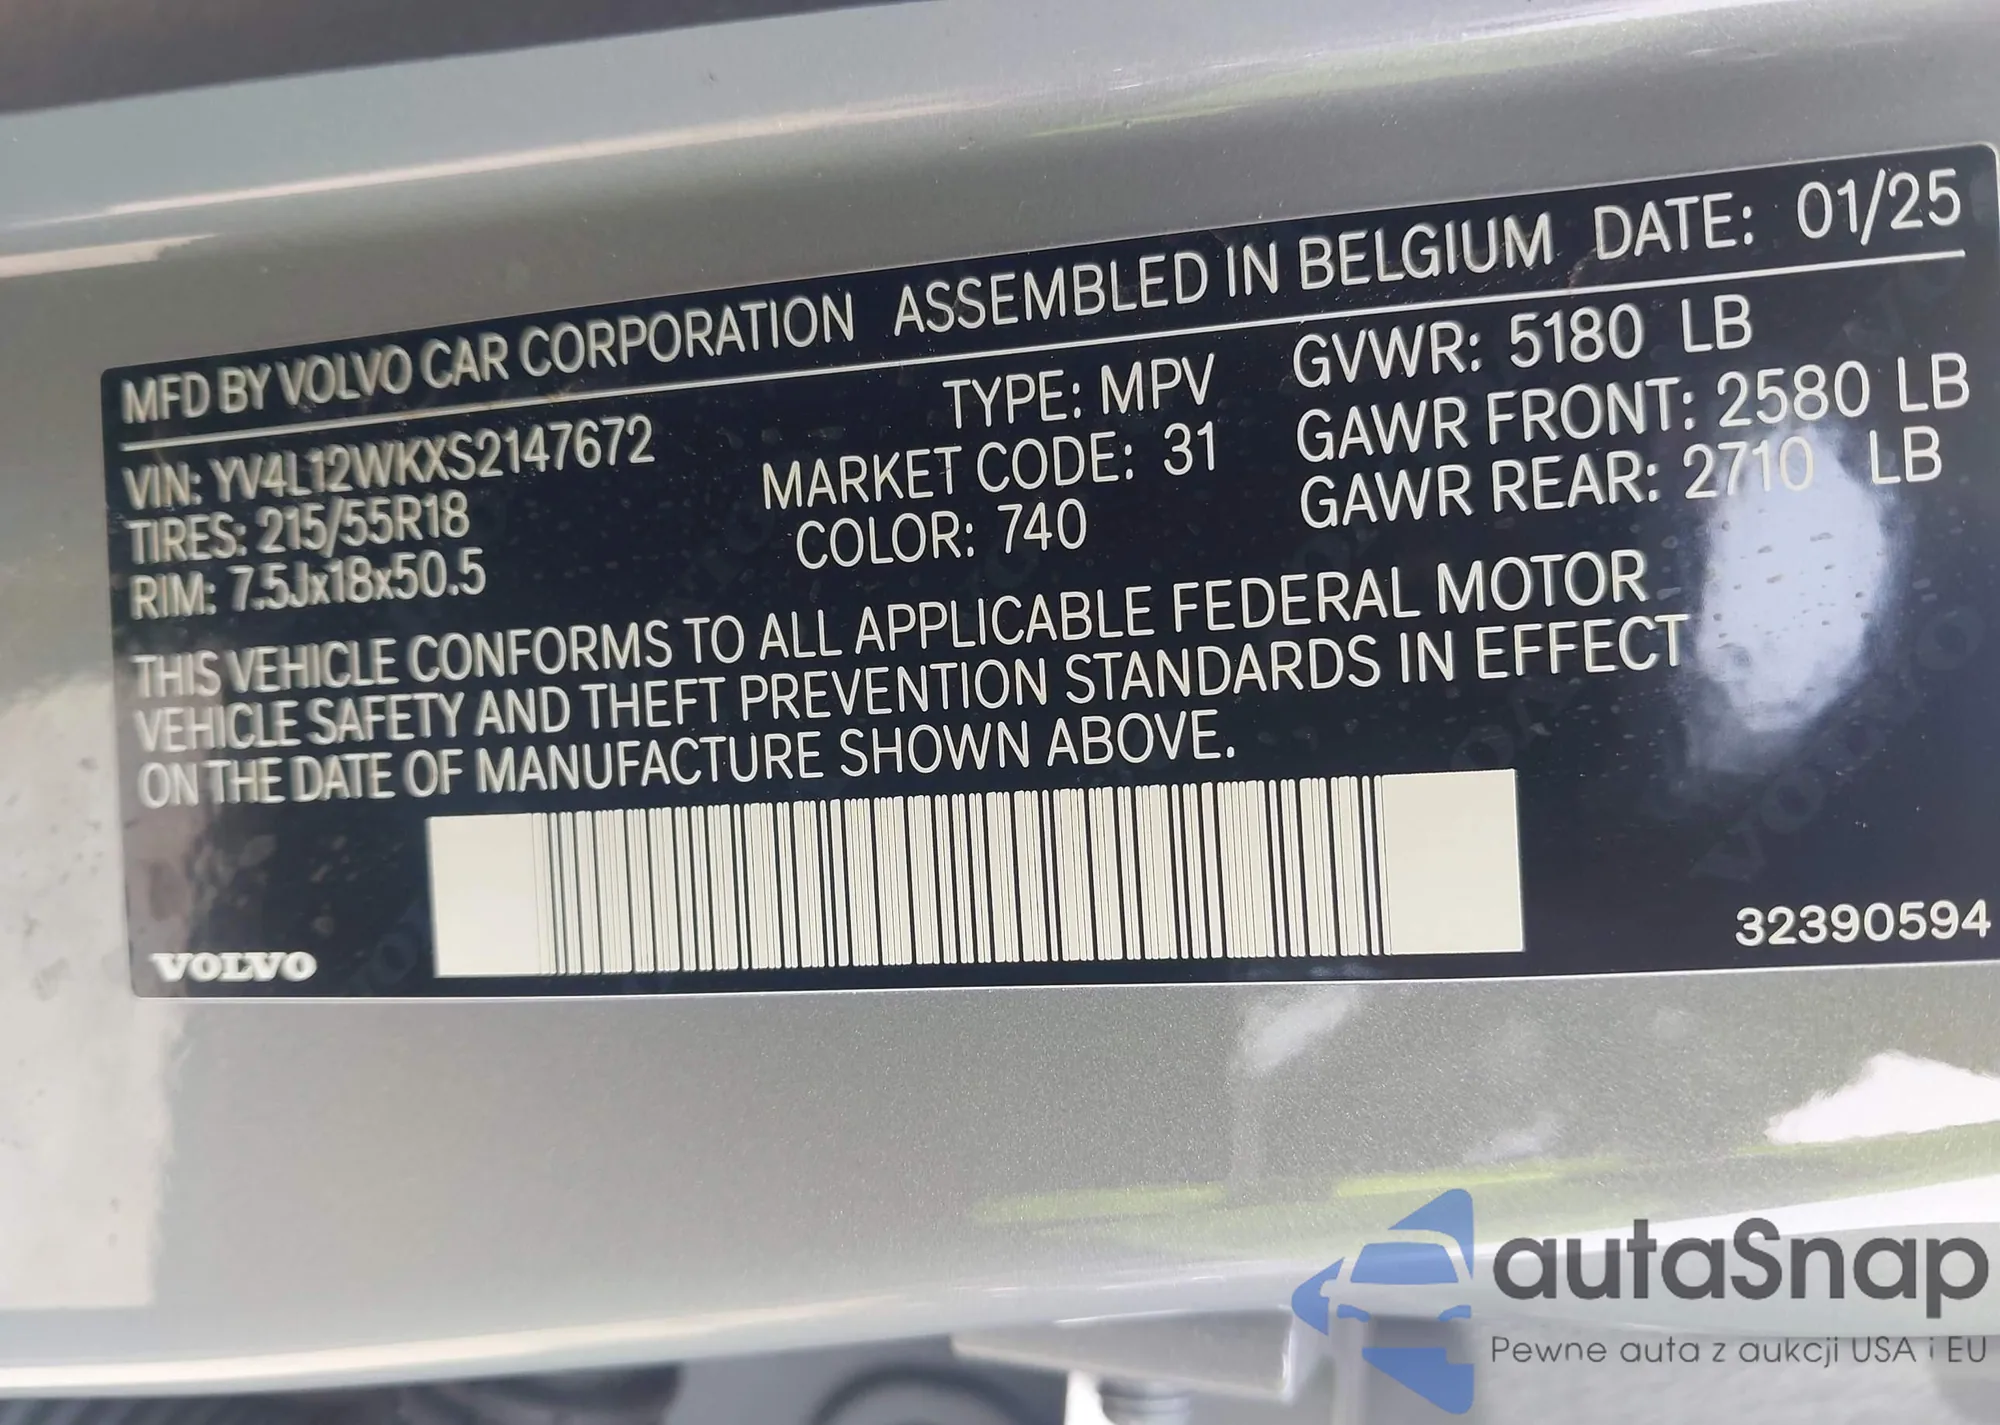 MFD BY VOLVO CAR CORPORATION ASSEMBLED IN BELGIUM DATE: 01/25
VIN: YV4L12WKXS2147672 TYPE: MPV GVWR: 5180 LB
TIRES: 215/55R18 MARKET CODE: 31 GAWR FRONT: 2580 LB
RIM: 7.5Jx18x50.5 COLOR: 740 GAWR REAR: 2710 LB
THIS VEHICLE CONFORMS TO ALL APPLICABLE FEDERAL MOTOR
VEHICLE SAFETY AND THEFT PREVENTION STANDARDS IN EFFECT
ON THE DATE OF MANUFACTURE SHOWN ABOVE.
VOLVO
32390594
autaSnap
Pewne auta z aukcji USA i EU